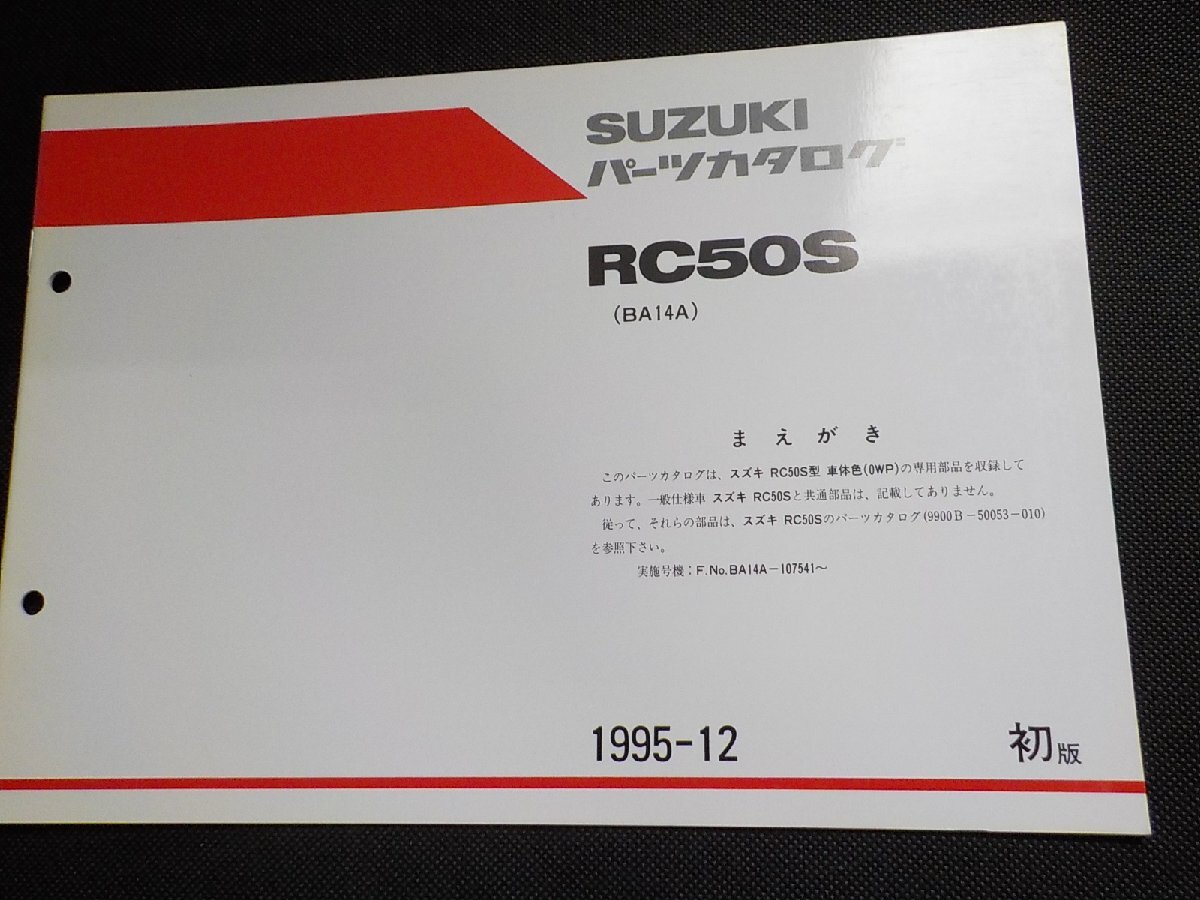 SUZUKI
パーツカタログ
RC50S
(BA14A)
まえがき
このパーツカタログは、スズキ RC50S型 車体色(0WP)の専用部品を収録して
あります。一般仕様車 スズキ RC50Sと共通部品は、記載してありません。
従って、それらの部品は、スズキ RC50Sのパーツカタログ(9900B-50053-010)
を参照下さい。
実施号機：F.No.BA14A-107541〜
1995-12 初版